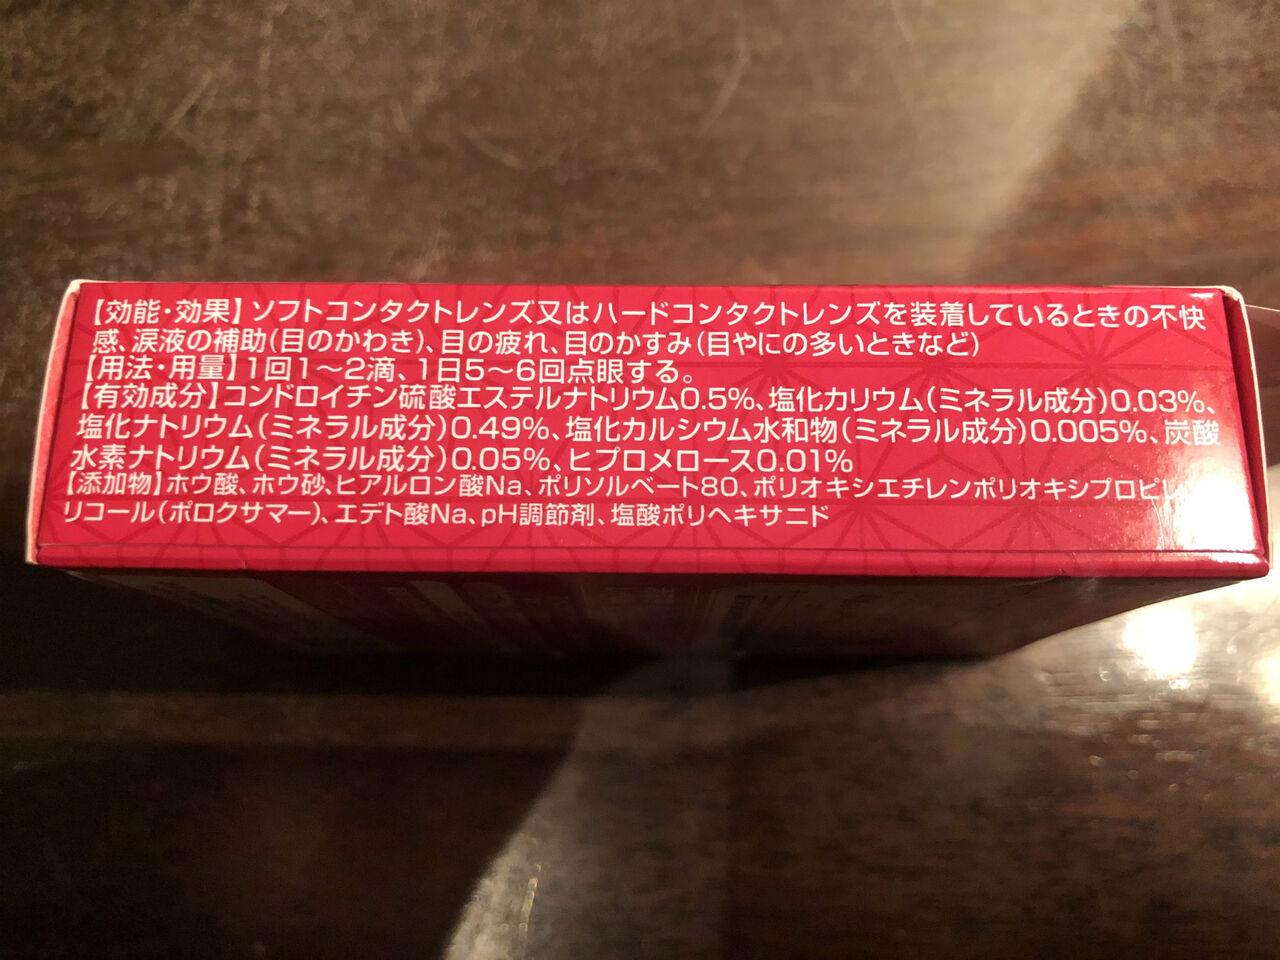 【効能・効果】ソフトコンタクトレンズ又はハードコンタクトレンズを装着しているときの不快
感、涙液の補助(目のかわき)、目の疲れ、目のかすみ(目やにの多いときなど)
【用法・用量】1回1〜2滴、1日5〜6回点眼する。
【有効成分】コンドロイチン硫酸エステルナトリウム0.5%、塩化カリウム(ミネラル成分)0.03%、
塩化ナトリウム(ミネラル成分)0.49%、塩化カルシウム水和物(ミネラル成分)0.005%、炭酸
水素ナトリウム(ミネラル成分)0.05%、ヒプロメロース0.01%
【添加物】ホウ酸、ホウ砂、ヒアルロン酸Na、ポリソルベート80、ポリオキシエチレンポリオキシプロピレ
リコール(ポロクサマー)、エデト酸Na、pH調節剤、塩酸ポリヘキサニド